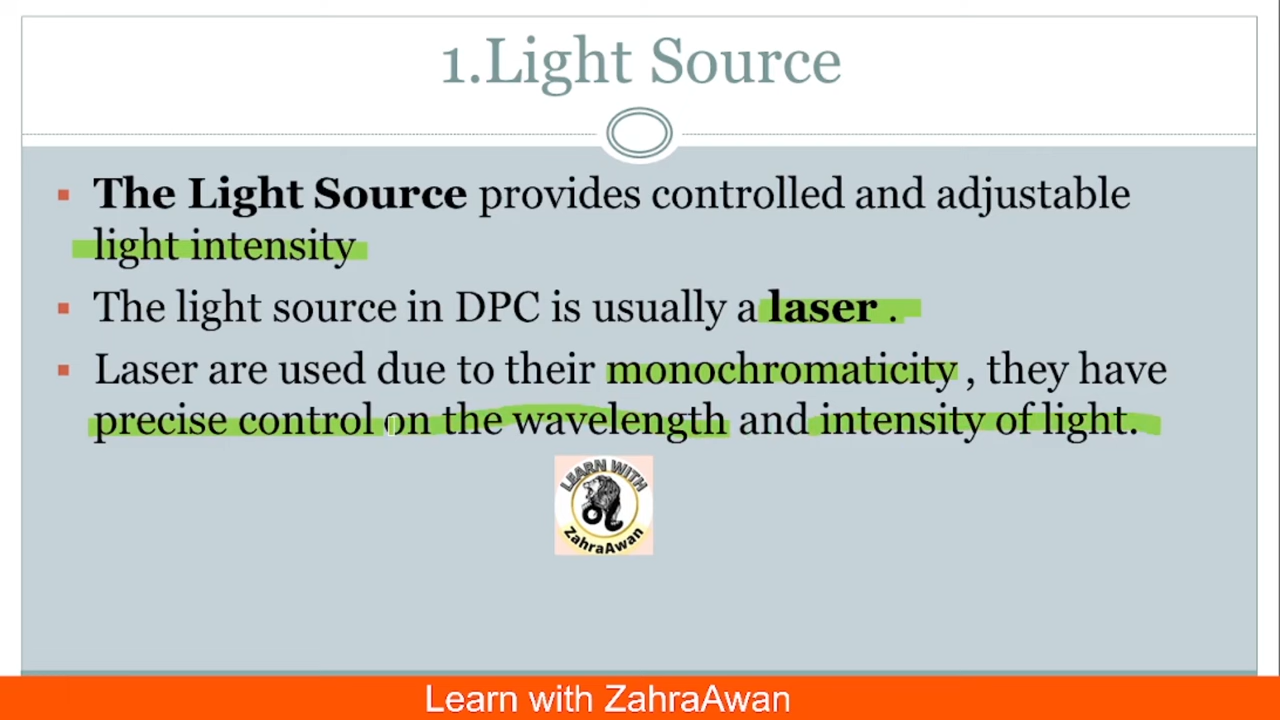 1.Light Source
▪ The Light Source provides controlled and adjustable
light intensity
▪ The light source in DPC is usually a laser .
▪ Laser are used due to their monochromaticity , they have
precise control on the wavelength and intensity of light.
LEARN WITH
ZahraAwan
Learn with ZahraAwan